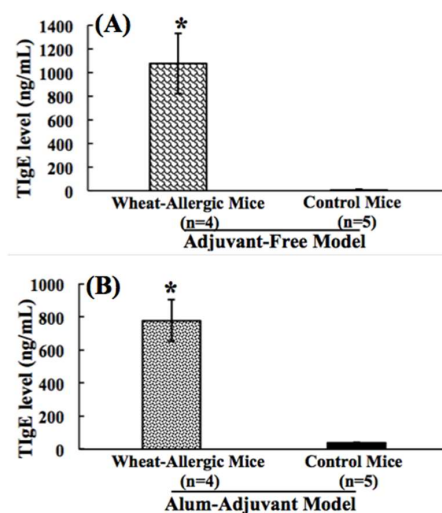 (A)
*
1400
1200
1000
800
600
400
200
0
TIgE level (ng/mL)
Wheat-Allergic Mice Control Mice
(n=4) (n=5)
Adjuvant-Free Model
(B)
*
1000
800
600
400
200
0
TIgE level (ng/mL)
Wheat-Allergic Mice Control Mice
(n=4) (n=5)
Alum-Adjuvant Model